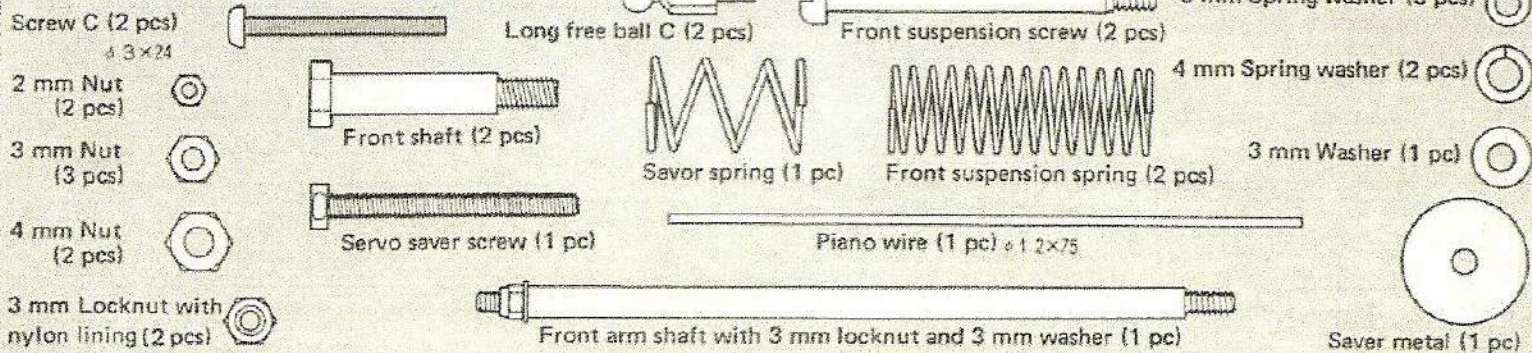 Screw C (2 pcs)
φ 3×24
Long free ball C (2 pcs)
Front suspension screw (2 pcs)
mm Spring washer (3 pcs)
2 mm Nut
(2 pcs)
Front shaft (2 pcs)
4 mm Spring washer (2 pcs)
3 mm Nut
(3 pcs)
Savor spring (1 pc)
Front suspension spring (2 pcs)
3 mm Washer (1 pc)
4 mm Nut
(2 pcs)
Servo saver screw (1 pc)
Piano wire (1 pc) φ 1.2×75
3 mm Locknut with
nylon lining (2 pcs)
Front arm shaft with 3 mm locknut and 3 mm washer (1 pc)
Saver metal (1 pc)